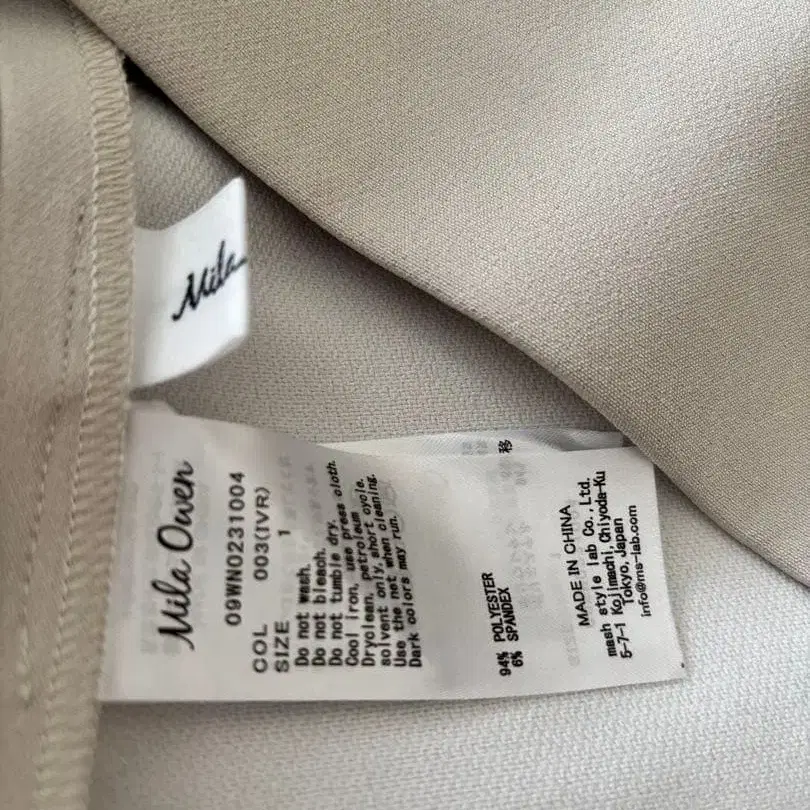 Mila
Mila Owen
09WNO231004
COL 003(IVR)
SIZE 1
Do not wash.
Do not bleach.
Do not tumble dry.
Cool iron, use press cloth.
Dryclean, petroleum
solvent only, short cycle.
Use the net when cleaning.
Dark colors may run.
94% POLYESTER
6% SPANDEX
移
MADE IN CHINA
mash style lab Co.,Ltd.
5-7-1 Kojimachi,Chiyoda-Ku
Tokyo,Japan
info@ms-lab.com